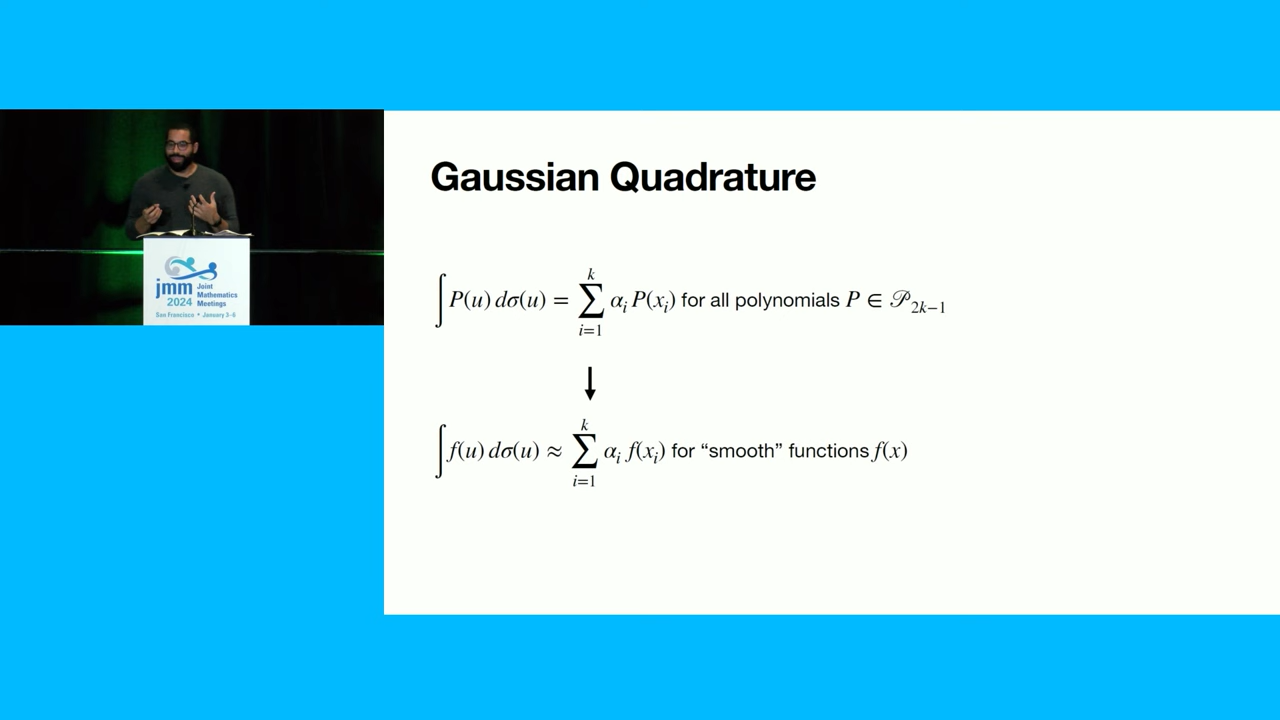 Gaussian Quadrature
∫ P(u) dσ(u) = ∑_{i=1}^{k} α_i P(x_i) for all polynomials P ∈ 𝒫_{2k−1}
↓
∫ f(u) dσ(u) ≈ ∑_{i=1}^{k} α_i f(x_i) for “smooth” functions f(x)
jmm Joint
Mathematics
2024 Meetings
San Francisco • January 3-6